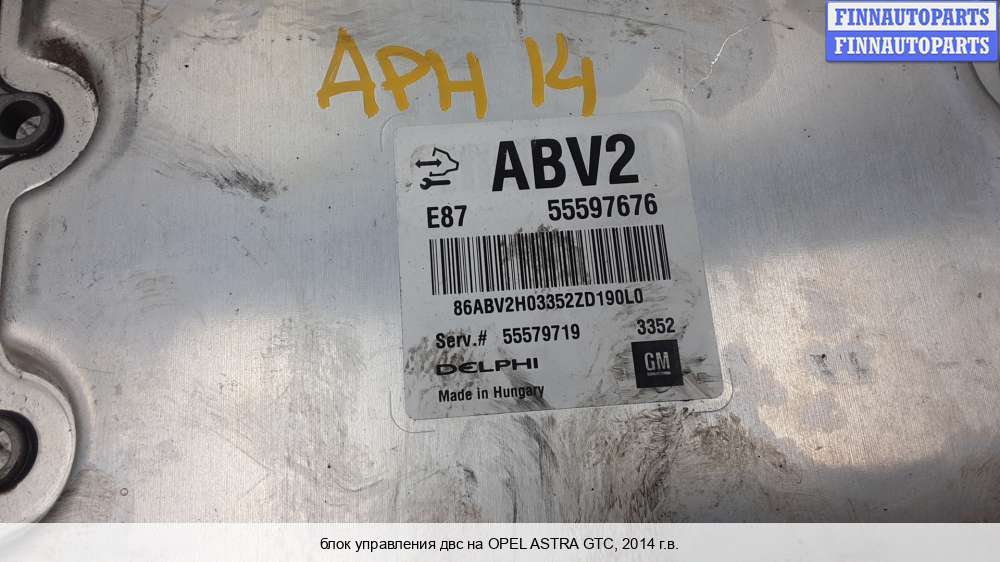 FINNAUTOPARTS
FINNAUTOPARTS
АРН 14
ABV2
E87 55597676
86ABV2H03352ZD190L0
Serv.# 55579719 3352
DELPHI GM
Made in Hungary
блок управления двс на OPEL ASTRA GTC, 2014 г.в.